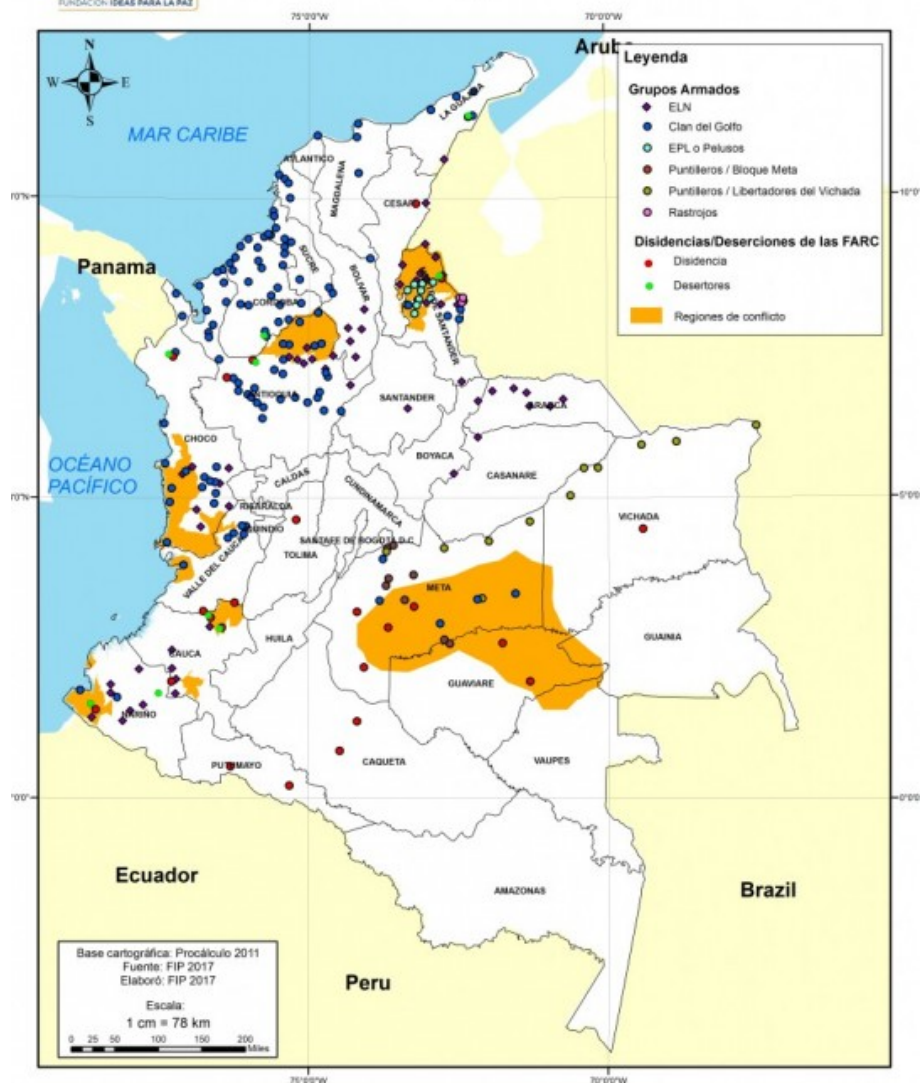 FUNDACIÓN IDEAS PARA LA PAZ
75°0'0"W
70°0'0"W
N
W
E
S
MAR CARIBE
Aruba
LA GUAJIRA
Leyenda
Grupos Armados
ELN
Clan del Golfo
EPL o Pelusos
Puntilleros / Bloque Meta
Puntilleros / Libertadores del Vichada
Rastrojos
Disidencias/Deserciones de las FARC
Disidencia
Desertores
Regiones de conflicto
ATLANTICO
MAGDALENA
CESAR
Panama
SUCRE
BOLIVAR
CORDOBA
SANTANDER
ANTIOQUIA
SANTANDER
ARAUCA
CHOCO
BOYACA
CASANARE
OCÉANO
PACÍFICO
CALDAS
CUNDINAMARCA
RISARALDA
QUINDIO
VICHADA
SANTAFE DE BOGOTA D.C
TOLIMA
VALLE DEL CAUCA
META
GUAINIA
HUILA
CAUCA
GUAVIARE
NARIÑO
PUTUMAYO
CAQUETA
VAUPES
Ecuador
AMAZONAS
Brazil
Peru
Base cartográfica: Procálculo 2011
Fuente: FIP 2017
Elaboró: FIP 2017
Escala:
1 cm = 78 km
0 25 50 100 150 200
Miles
75°0'0"W
70°0'0"W